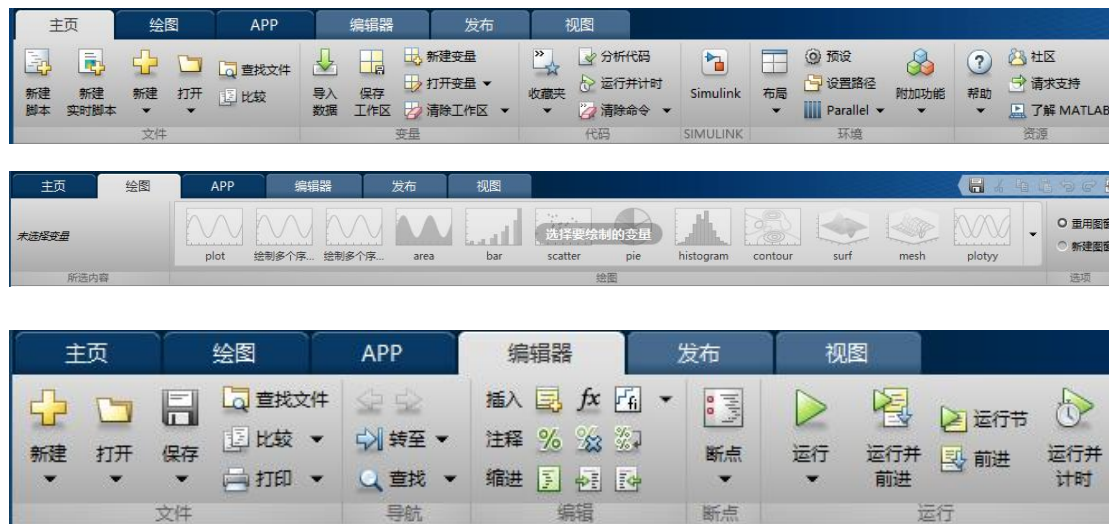 主页 绘图 APP 编辑器 发布 视图
新建脚本 新建实时脚本 新建 打开 查找文件 比较 导入数据 保存工作区 新建变量 打开变量 清除工作区 收藏夹 分析代码 运行并计时 清除命令 Simulink 布局 预设 设置路径 Parallel 附加功能 帮助 社区 请求支持 了解 MATLAB
文件 变量 代码 SIMULINK 环境 资源
主页 绘图 APP 编辑器 发布 视图
未选择变量 选择要绘制的变量 重用图窗
新建图窗
plot 绘制多个序... 绘制多个序... area bar scatter pie histogram contour surf mesh plotyy
所选内容 绘图 选项
主页 绘图 APP 编辑器 发布 视图
新建 打开 保存 查找文件 比较 打印 转至 查找 插入 fx fi 注释 % 缩进 断点 运行 运行并前进 运行节 前进 运行并计时
文件 导航 编辑 断点 运行